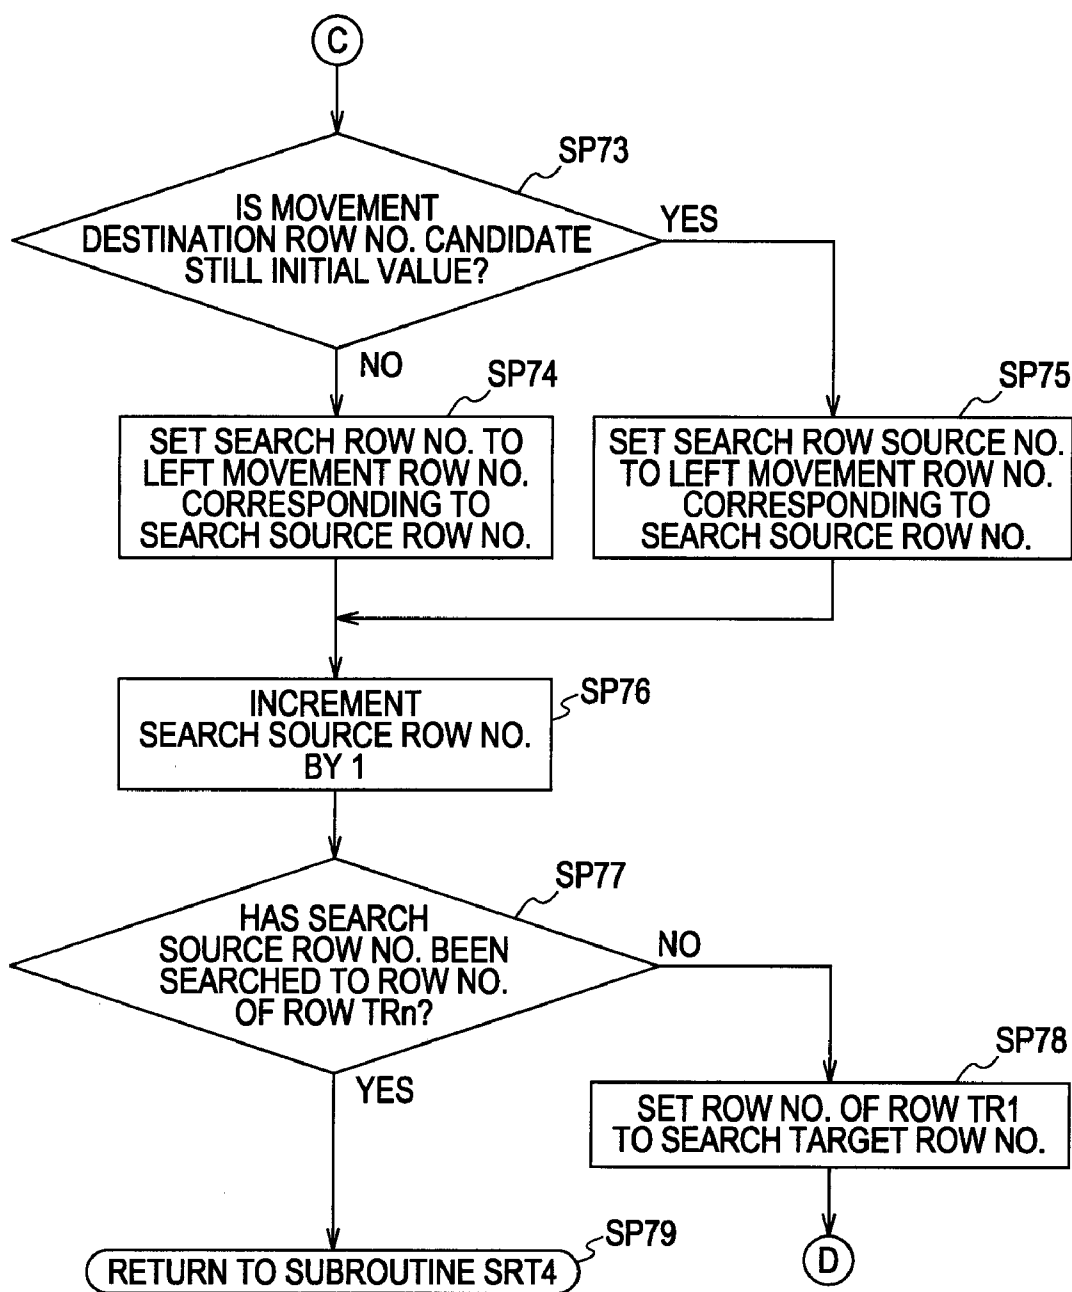 C
SP73
IS MOVEMENT
DESTINATION ROW NO. CANDIDATE
STILL INITIAL VALUE?
YES
NO
SP74
SET SEARCH ROW NO. TO
LEFT MOVEMENT ROW NO.
CORRESPONDING TO
SEARCH SOURCE ROW NO.
SP75
SET SEARCH ROW SOURCE NO.
TO LEFT MOVEMENT ROW NO.
CORRESPONDING TO
SEARCH SOURCE ROW NO.
SP76
INCREMENT
SEARCH SOURCE ROW NO.
BY 1
SP77
HAS SEARCH
SOURCE ROW NO. BEEN
SEARCHED TO ROW NO.
OF ROW TRn?
NO
YES
SP78
SET ROW NO. OF ROW TR1
TO SEARCH TARGET ROW NO.
SP79
RETURN TO SUBROUTINE SRT4
D